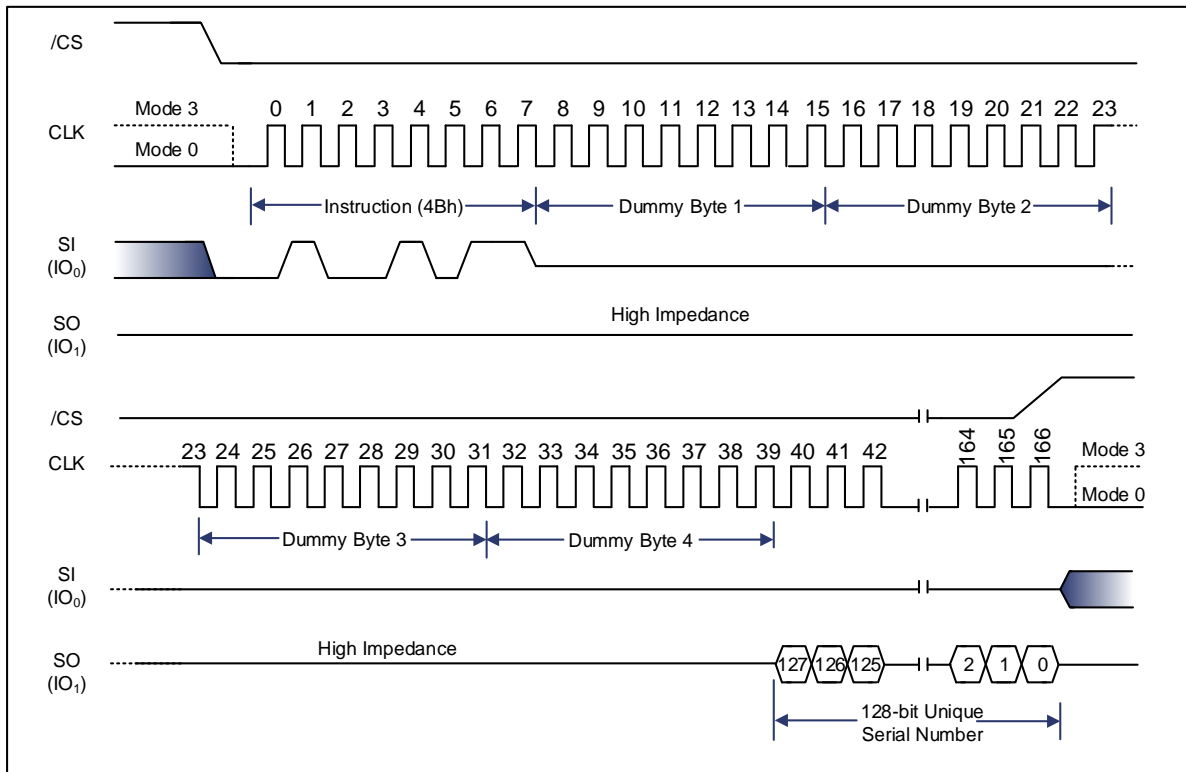 /CS
Mode 3
0 1 2 3 4 5 6 7 8 9 10 11 12 13 14 15 16 17 18 19 20 21 22 23
CLK
Mode 0
Instruction (4Bh)
Dummy Byte 1
Dummy Byte 2
SI
(IO0)
High Impedance
SO
(IO1)
/CS
23 24 25 26 27 28 29 30 31 32 33 34 35 36 37 38 39 40 41 42 164 165 166
CLK
Mode 3
Mode 0
Dummy Byte 3
Dummy Byte 4
SI
(IO0)
High Impedance
SO
(IO1)
127 126 125 2 1 0
128-bit Unique
Serial Number